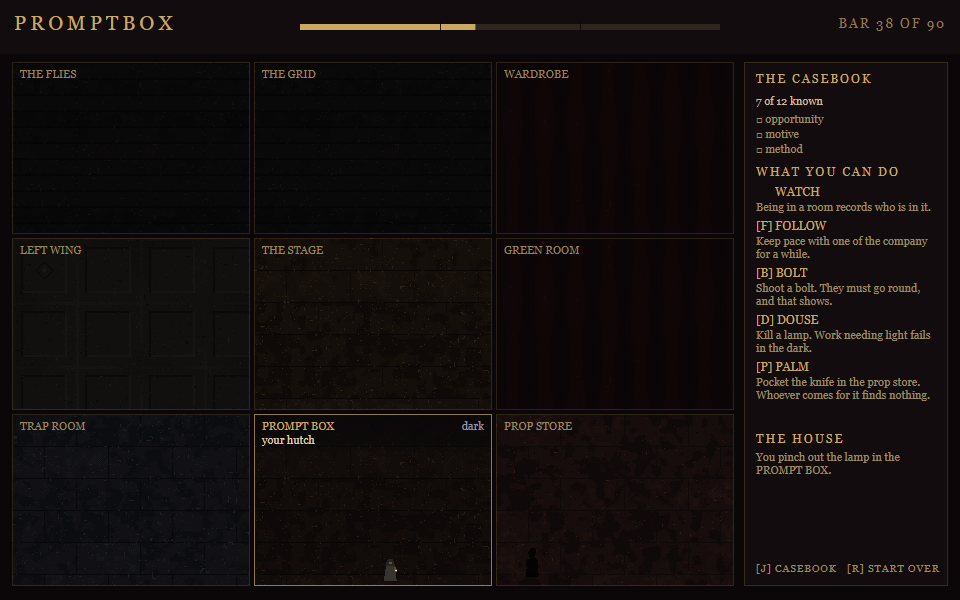 PROMPTBOX
BAR 38 OF 90
THE FLIES
THE GRID
WARDROBE
LEFT WING
THE STAGE
GREEN ROOM
TRAP ROOM
PROMPT BOX
dark
your hutch
PROP STORE
THE CASEBOOK
7 of 12 known
□ opportunity
□ motive
□ method
WHAT YOU CAN DO
WATCH
Being in a room records who is in it.
[F] FOLLOW
Keep pace with one of the company
for a while.
[B] BOLT
Shoot a bolt. They must go round,
and that shows.
[D] DOUSE
Kill a lamp. Work needing light fails
in the dark.
[P] PALM
Pocket the knife in the prop store.
Whoever comes for it finds nothing.
THE HOUSE
You pinch out the lamp in the
PROMPT BOX.
[J] CASEBOOK [R] START OVER